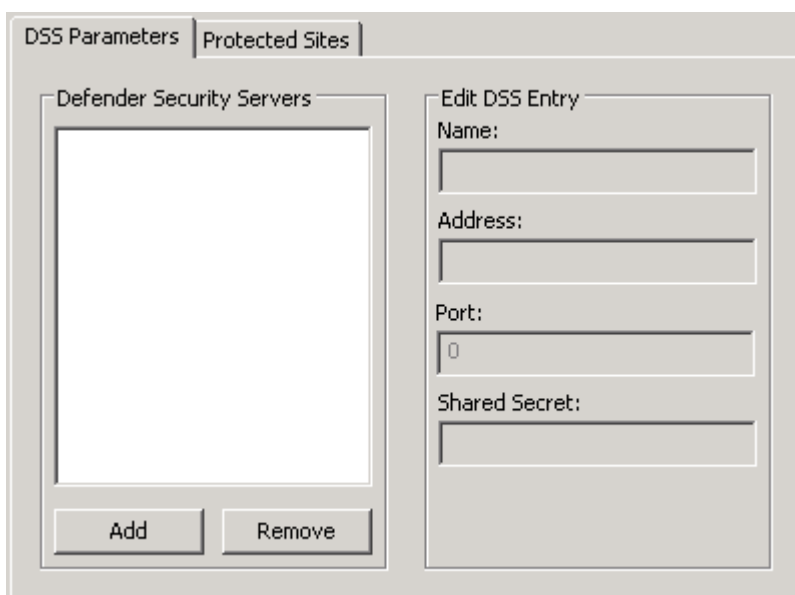 DSS Parameters
Protected Sites
Defender Security Servers
Add
Remove
Edit DSS Entry
Name:
Address:
Port:
0
Shared Secret: